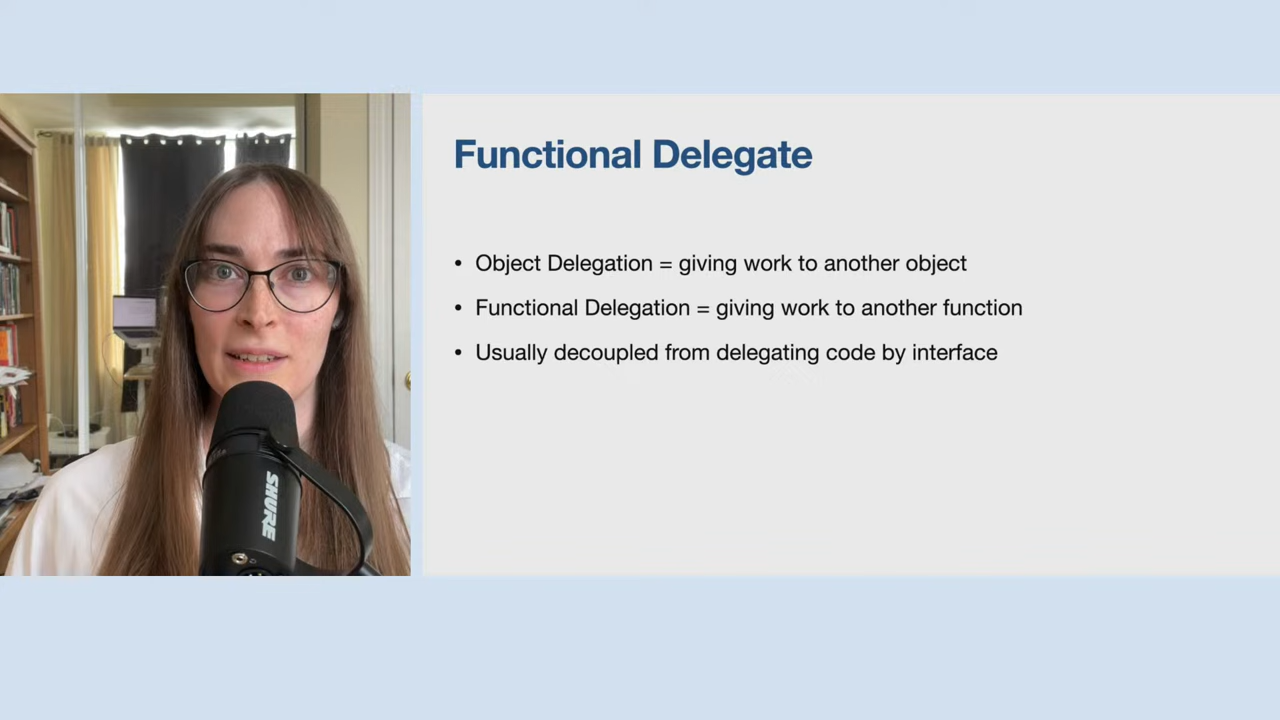 Functional Delegate
• Object Delegation = giving work to another object
• Functional Delegation = giving work to another function
• Usually decoupled from delegating code by interface
SHURE